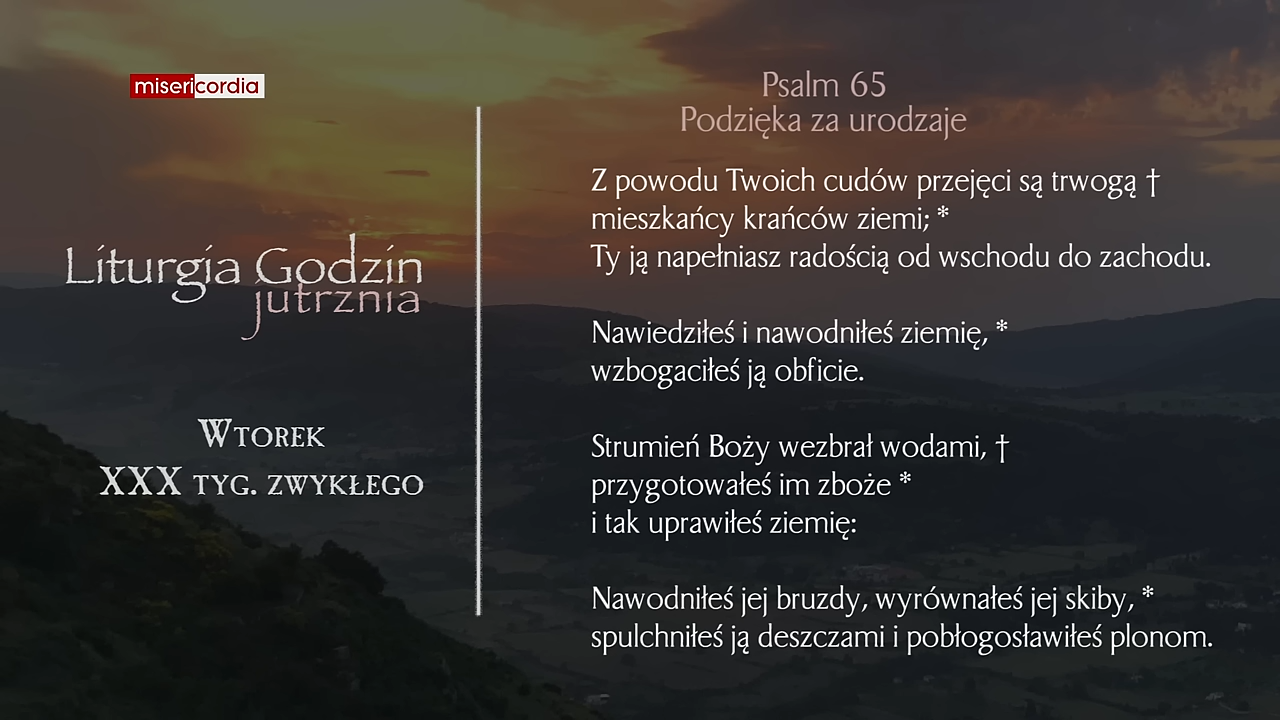 misericordia
Liturgia Godzin
jutrznia
Wtorek
XXX tyg. zwykłego
Psalm 65
Podzięka za urodzaje
Z powodu Twoich cudów przejęci są trwogą †
mieszkańcy krańców ziemi; *
Ty ją napełniasz radością od wschodu do zachodu.
Nawiedziłeś i nawodniłeś ziemię, *
wzbogaciłeś ją obficie.
Strumień Boży wezbrał wodami, †
przygotowałeś im zboże *
i tak uprawiłeś ziemię:
Nawodniłeś jej bruzdy, wyrównałeś jej skiby, *
spulchniłeś ją deszczami i pobłogosławiłeś plonom.